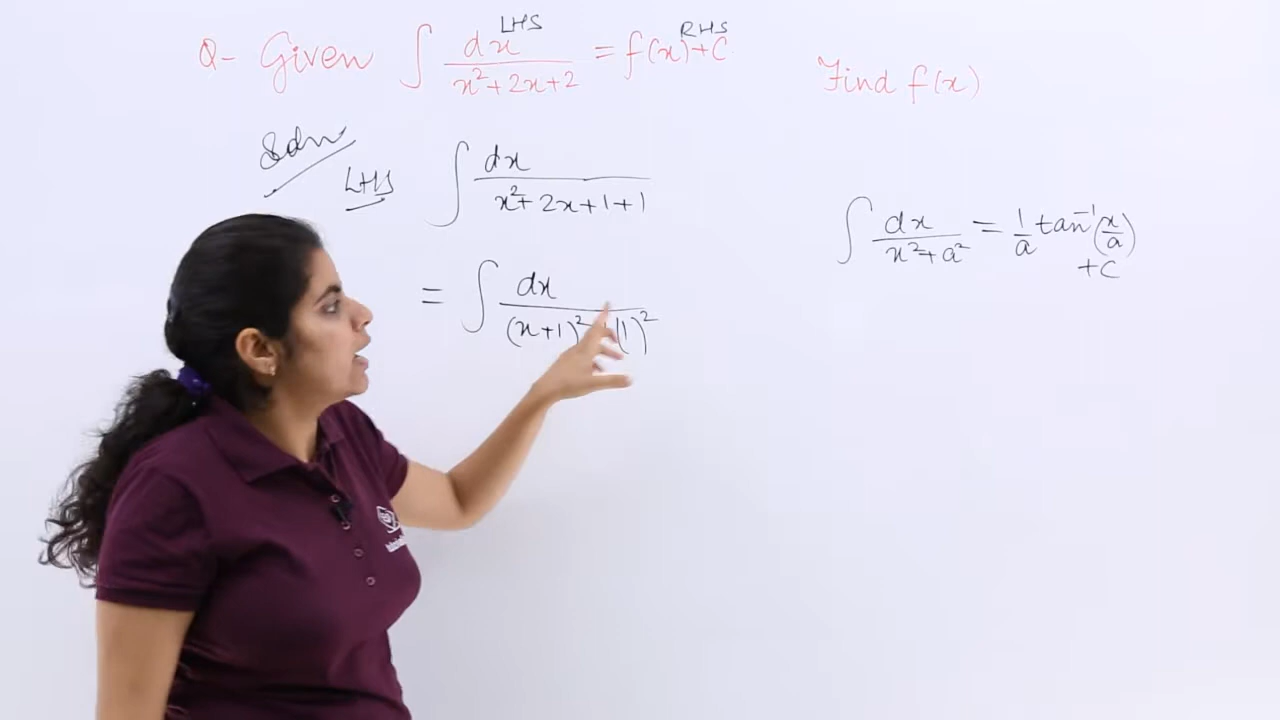 Q- Given ∫ dx/(x²+2x+2) = f(x)+C Find f(x)
LHS RHS
Soln
LHS ∫ dx/(x²+2x+1+1)
= ∫ dx/((x+1)²+(1)²)
∫ dx/(x²+a²) = 1/a tan⁻¹(x/a)
+C